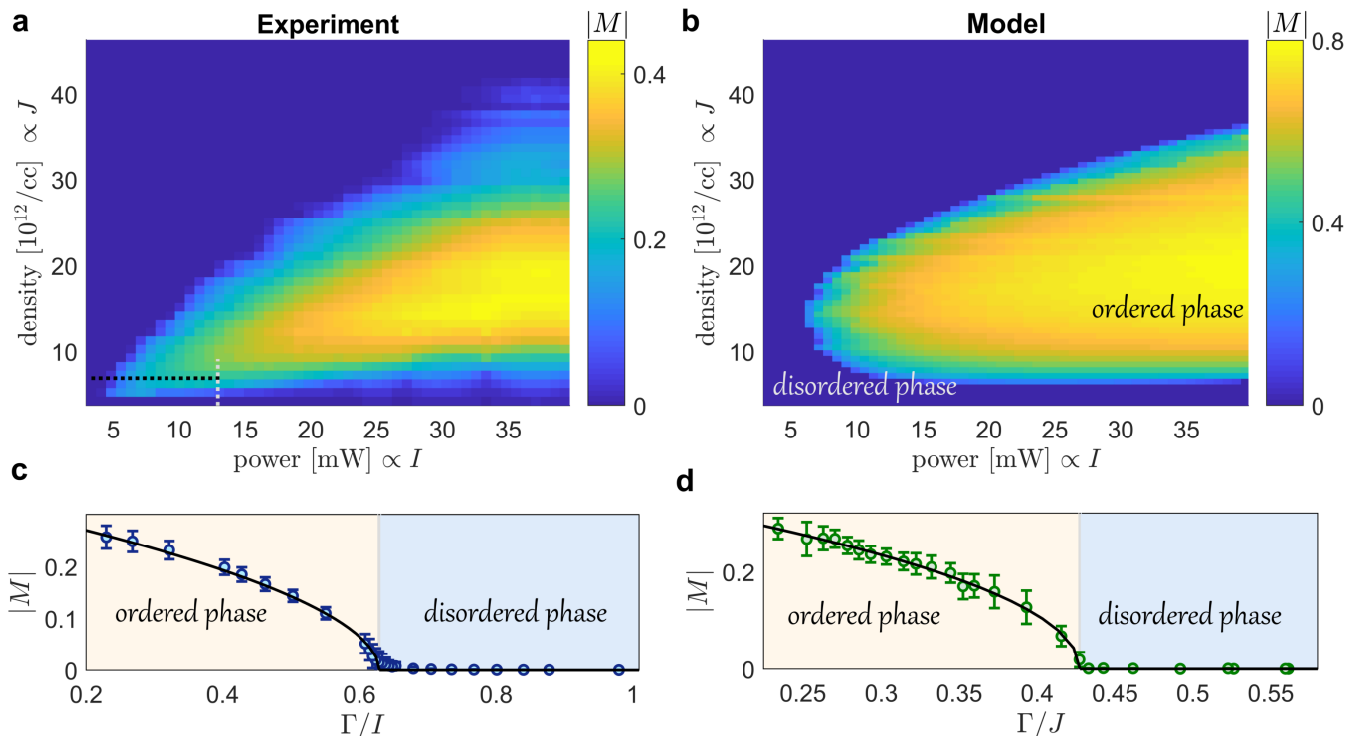 a
Experiment
|M|
density [10¹²/cc] ∝ J
40
30
20
10
5
10
15
20
25
30
35
power [mW] ∝ I
0.4
0.2
0
b
Model
|M|
density [10¹²/cc] ∝ J
40
30
20
10
ordered phase
disordered phase
5
10
15
20
25
30
35
power [mW] ∝ I
0.8
0.4
0
c
|M|
0.2
0.1
0
ordered phase
disordered phase
0.2
0.4
0.6
0.8
1
Γ/I
d
|M|
0.2
0
ordered phase
disordered phase
0.25
0.3
0.35
0.4
0.45
0.5
0.55
Γ/J